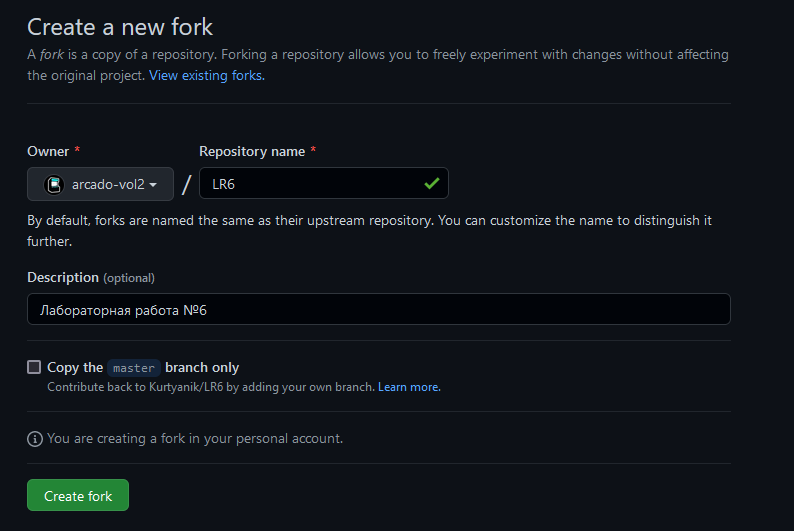 Create a new fork
A fork is a copy of a repository. Forking a repository allows you to freely experiment with changes without affecting
the original project. View existing forks.
Owner * Repository name *
arcado-vol2 / LR6
By default, forks are named the same as their upstream repository. You can customize the name to distinguish it
further.
Description (optional)
Лабораторная работа №6
Copy the master branch only
Contribute back to Kurtyanik/LR6 by adding your own branch. Learn more.
You are creating a fork in your personal account.
Create fork